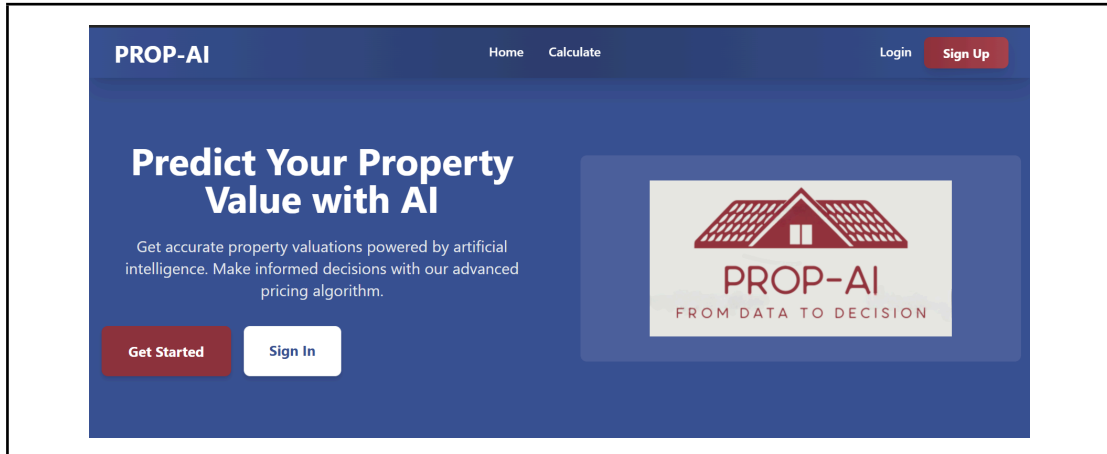 PROP-AI
Home
Calculate
Login
Sign Up
Predict Your Property
Value with AI
Get accurate property valuations powered by artificial
intelligence. Make informed decisions with our advanced
pricing algorithm.
Get Started
Sign In
PROP-AI
FROM DATA TO DECISION